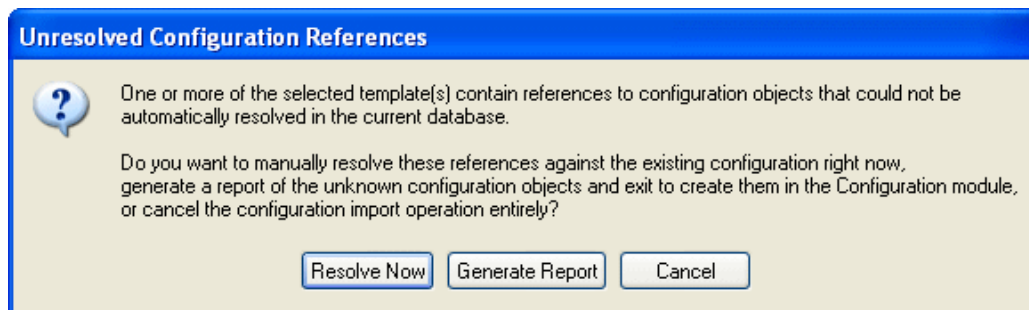 Unresolved Configuration References
One or more of the selected template(s) contain references to configuration objects that could not be
automatically resolved in the current database.
Do you want to manually resolve these references against the existing configuration right now,
generate a report of the unknown configuration objects and exit to create them in the Configuration module,
or cancel the configuration import operation entirely?
Resolve Now Generate Report Cancel